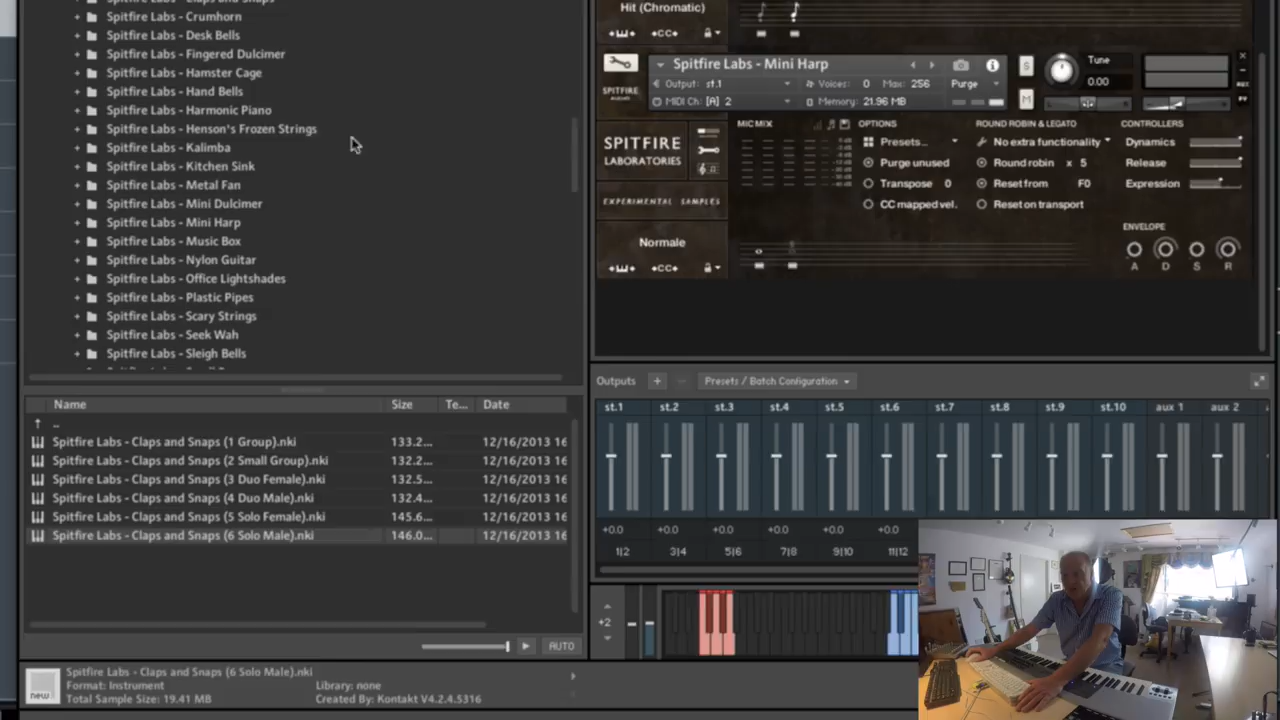 Spitfire Labs - Crumhorn
Spitfire Labs - Desk Bells
Spitfire Labs - Fingered Dulcimer
Spitfire Labs - Hamster Cage
Spitfire Labs - Hand Bells
Spitfire Labs - Harmonic Piano
Spitfire Labs - Henson's Frozen Strings
Spitfire Labs - Kalimba
Spitfire Labs - Kitchen Sink
Spitfire Labs - Metal Fan
Spitfire Labs - Mini Dulcimer
Spitfire Labs - Mini Harp
Spitfire Labs - Music Box
Spitfire Labs - Nylon Guitar
Spitfire Labs - Office Lightshades
Spitfire Labs - Plastic Pipes
Spitfire Labs - Scary Strings
Spitfire Labs - Seek Wah
Spitfire Labs - Sleigh Bells
Name Size Te... Date
..
Spitfire Labs - Claps and Snaps (1 Group).nki 133.2... 12/16/2013 16
Spitfire Labs - Claps and Snaps (2 Small Group).nki 132.2... 12/16/2013 16
Spitfire Labs - Claps and Snaps (3 Duo Female).nki 132.5... 12/16/2013 16
Spitfire Labs - Claps and Snaps (4 Duo Male).nki 132.4... 12/16/2013 16
Spitfire Labs - Claps and Snaps (5 Solo Female).nki 145.6... 12/16/2013 16
Spitfire Labs - Claps and Snaps (6 Solo Male).nki 146.0... 12/16/2013 16
AUTO
new
Spitfire Labs - Claps and Snaps (6 Solo Male).nki
Format: Instrument Library: none
Total Sample Size: 19.41 MB Created By: Kontakt V4.2.4.5316
Hit (Chromatic)
CC
Spitfire Labs - Mini Harp
S
Tune
0.00
SPITFIRE
Output: st.1 Voices: 0 Max: 256 Purge
MIDI Ch: [A] 2 Memory: 21.96 MB
M
MIC MIX OPTIONS ROUND ROBIN & LEGATO CONTROLLERS
SPITFIRE
LABORATORIES
Presets... No extra functionality Dynamics
Purge unused Round robin x 5 Release
Transpose 0 Reset from F0 Expression
CC mapped vel. Reset on transport
EXPERIMENTAL SAMPLES
Normale
CC
ENVELOPE
A D S R
Outputs + Presets / Batch Configuration
st.1 st.2 st.3 st.4 st.5 st.6 st.7 st.8 st.9 st.10 aux 1 aux 2
+0.0 +0.0 +0.0 +0.0 +0.0 +0.0
1|2 3|4 5|6 7|8 9|10 11|12
+2